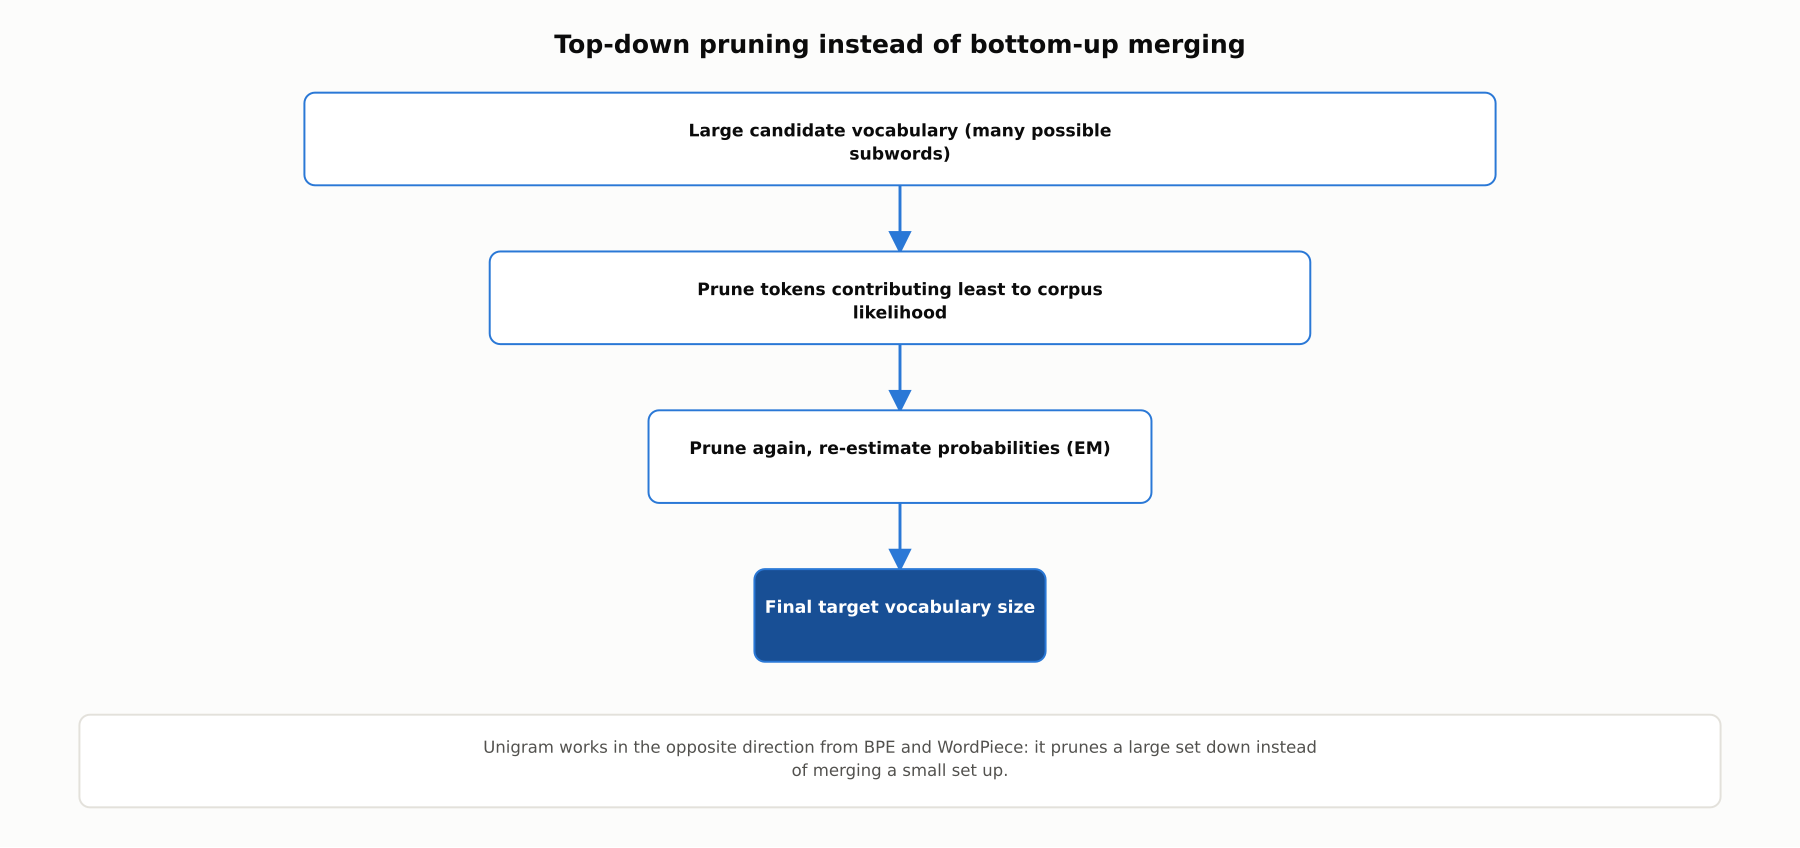 Top-down pruning instead of bottom-up merging
Large candidate vocabulary (many possible
subwords)
Prune tokens contributing least to corpus
likelihood
Prune again, re-estimate probabilities (EM)
Final target vocabulary size
Unigram works in the opposite direction from BPE and WordPiece: it prunes a large set down instead
of merging a small set up.